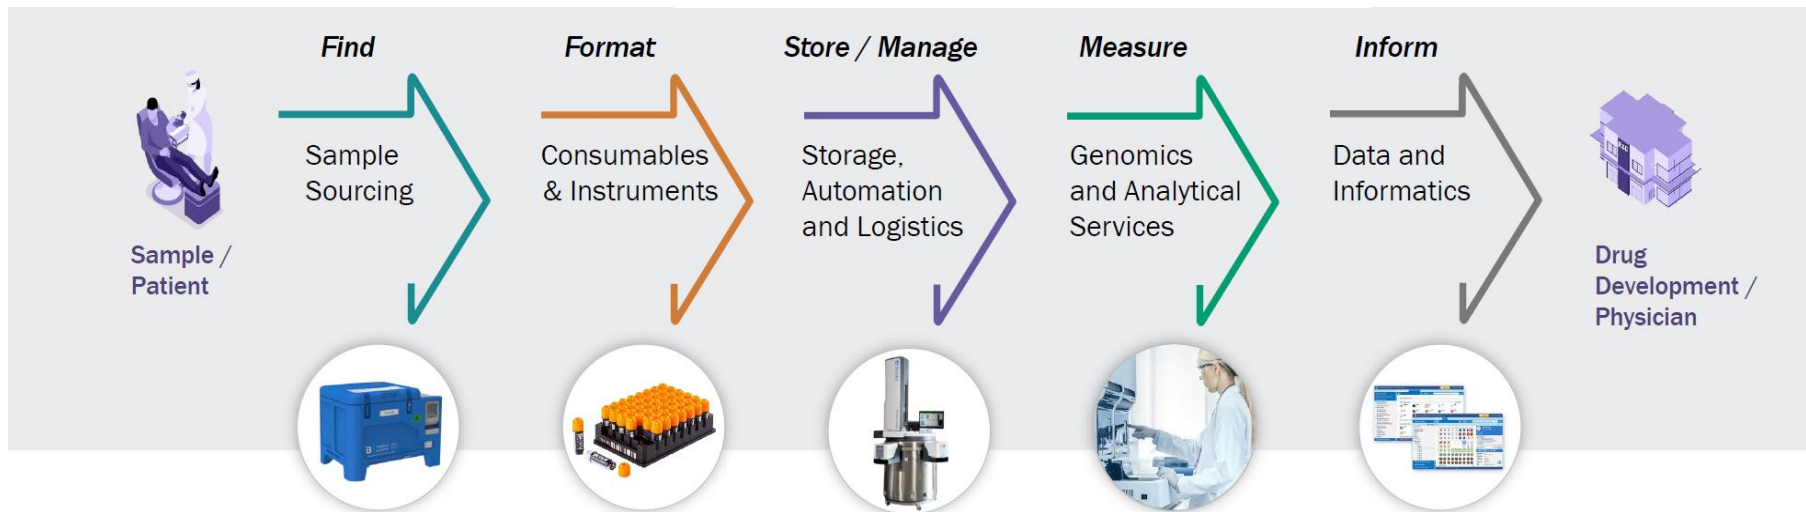 Find
Format
Store / Manage
Measure
Inform
Sample
Sourcing
Consumables
& Instruments
Storage,
Automation
and Logistics
Genomics
and Analytical
Services
Data and
Informatics
Sample /
Patient
Drug
Development /
Physician